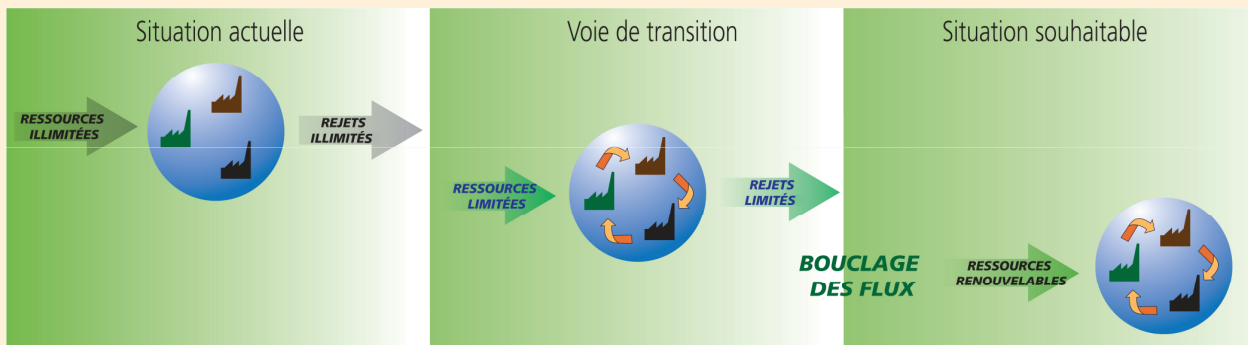 Situation actuelle
RESSOURCES
ILLIMITÉES
REJETS
ILLIMITÉS
Voie de transition
RESSOURCES
LIMITÉES
REJETS
LIMITÉS
Situation souhaitable
BOUCLAGE
DES FLUX
RESSOURCES
RENOUVELABLES